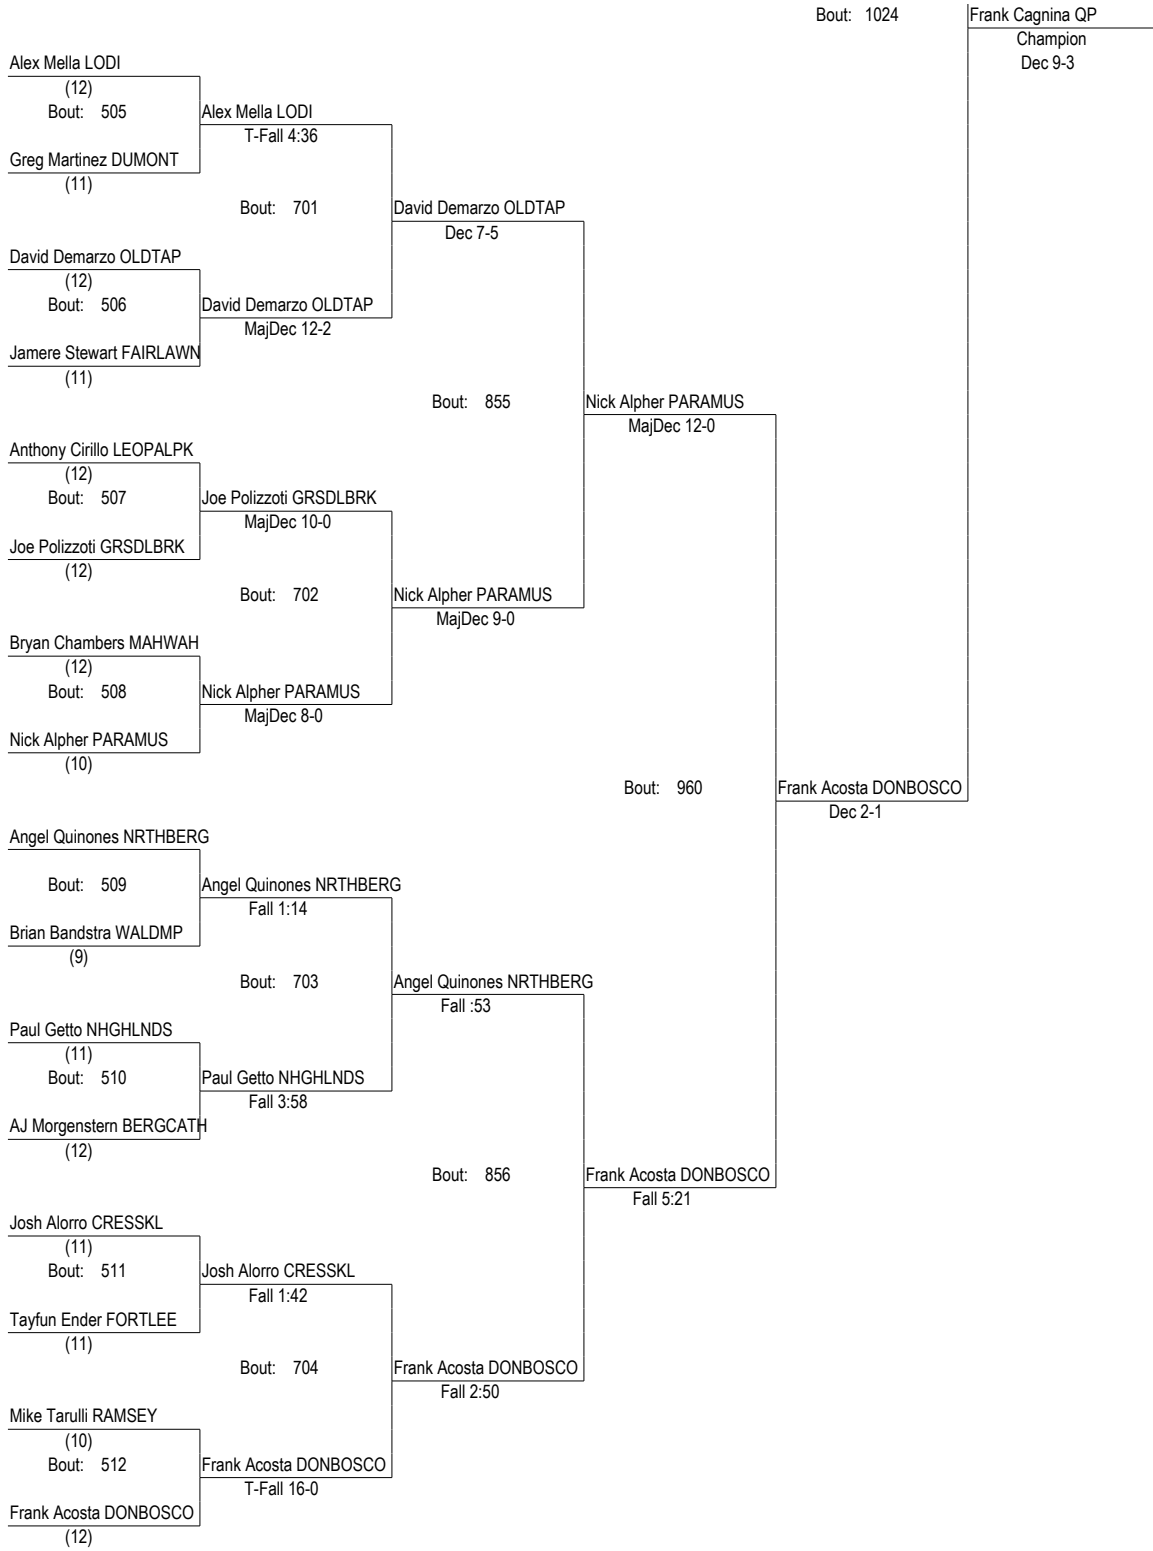 Bout: 1024
Frank Cagnina QP
Champion
Dec 9-3
Alex Mella LODI
(12)
Bout: 505
Alex Mella LODI
T-Fall 4:36
Greg Martinez DUMONT
(11)
Bout: 701
David Demarzo OLDTAP
Dec 7-5
David Demarzo OLDTAP
(12)
Bout: 506
David Demarzo OLDTAP
MajDec 12-2
Jamere Stewart FAIRLAWN
(11)
Bout: 855
Nick Alpher PARAMUS
MajDec 12-0
Anthony Cirillo LEOPALPK
(12)
Bout: 507
Joe Polizzoti GRSDLBRK
MajDec 10-0
Joe Polizzoti GRSDLBRK
(12)
Bout: 702
Nick Alpher PARAMUS
MajDec 9-0
Bryan Chambers MAHWAH
(12)
Bout: 508
Nick Alpher PARAMUS
MajDec 8-0
Nick Alpher PARAMUS
(10)
Bout: 960
Frank Acosta DONBOSCO
Dec 2-1
Angel Quinones NRTHBERG
Bout: 509
Angel Quinones NRTHBERG
Fall 1:14
Brian Bandstra WALDMP
(9)
Bout: 703
Angel Quinones NRTHBERG
Fall :53
Paul Getto NHGHLNDS
(11)
Bout: 510
Paul Getto NHGHLNDS
Fall 3:58
AJ Morgenstern BERGCATH
(12)
Bout: 856
Frank Acosta DONBOSCO
Fall 5:21
Josh Alorro CRESSKL
(11)
Bout: 511
Josh Alorro CRESSKL
Fall 1:42
Tayfun Ender FORTLEE
(11)
Bout: 704
Frank Acosta DONBOSCO
Fall 2:50
Mike Tarulli RAMSEY
(10)
Bout: 512
Frank Acosta DONBOSCO
T-Fall 16-0
Frank Acosta DONBOSCO
(12)